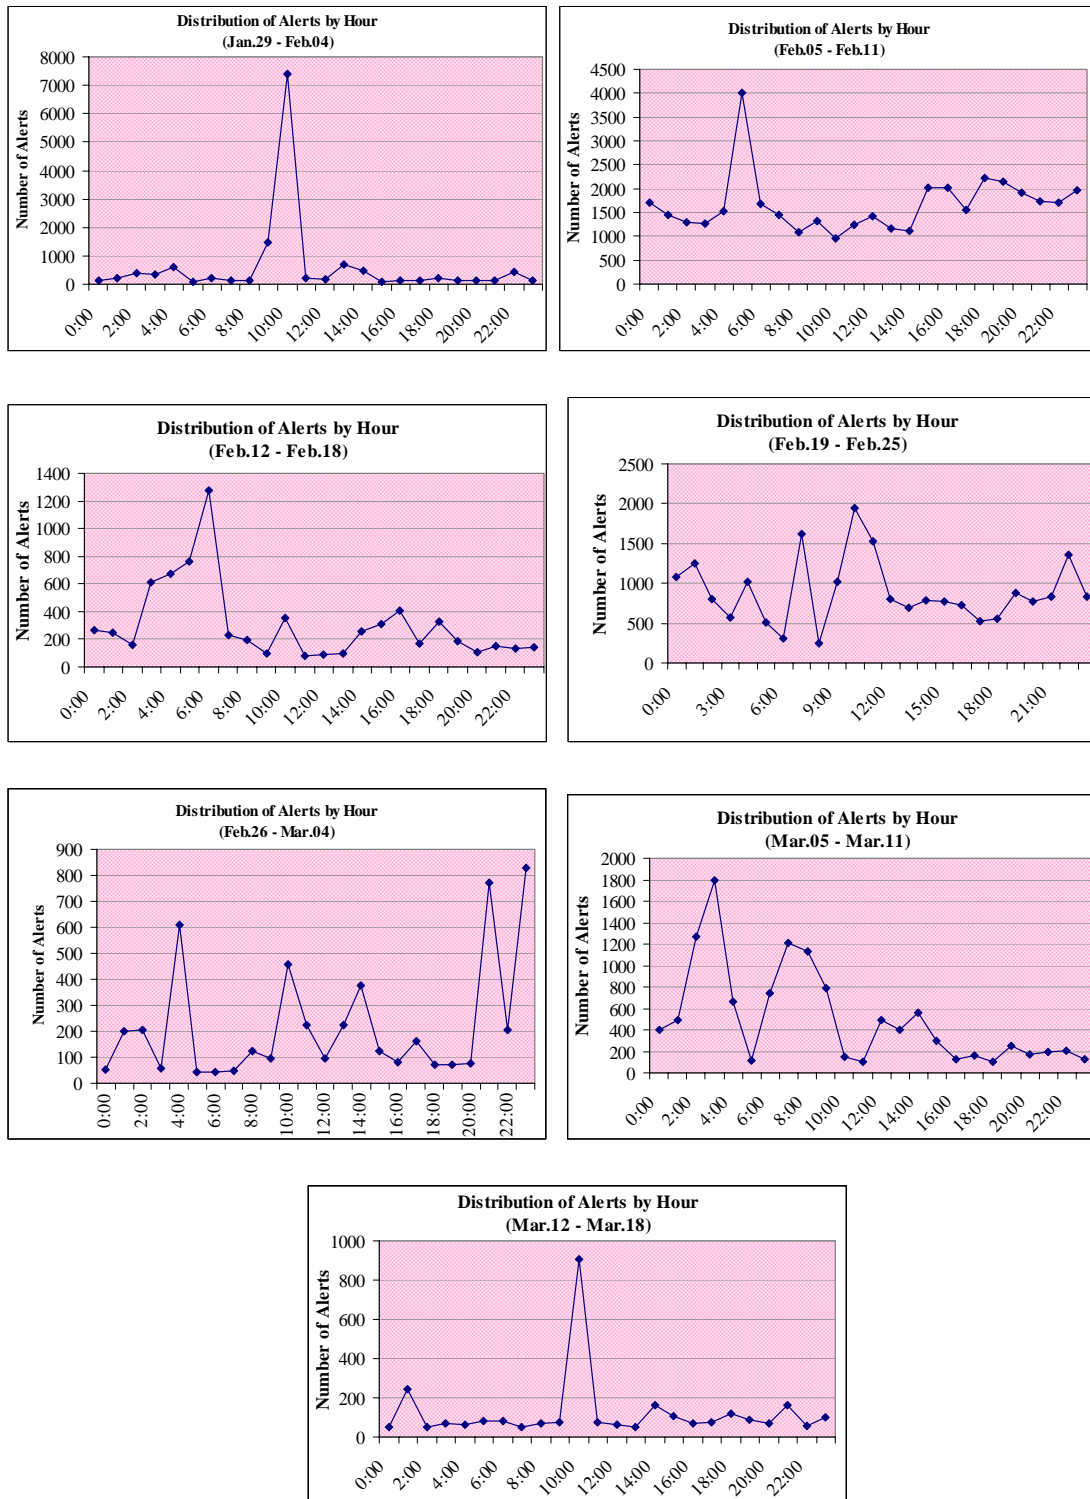 Distribution of Alerts by Hour
(Jan.29 - Feb.04)
Number of Alerts
8000
7000
6000
5000
4000
3000
2000
1000
0
0:00 2:00 4:00 6:00 8:00 10:00 12:00 14:00 16:00 18:00 20:00 22:00
Distribution of Alerts by Hour
(Feb.05 - Feb.11)
Number of Alerts
4500
4000
3500
3000
2500
2000
1500
1000
500
0
0:00 2:00 4:00 6:00 8:00 10:00 12:00 14:00 16:00 18:00 20:00 22:00
Distribution of Alerts by Hour
(Feb.12 - Feb.18)
Number of Alerts
1400
1200
1000
800
600
400
200
0
0:00 2:00 4:00 6:00 8:00 10:00 12:00 14:00 16:00 18:00 20:00 22:00
Distribution of Alerts by Hour
(Feb.19 - Feb.25)
Number of Alerts
2500
2000
1500
1000
500
0
0:00 3:00 6:00 9:00 12:00 15:00 18:00 21:00
Distribution of Alerts by Hour
(Feb.26 - Mar.04)
Number of Alerts
900
800
700
600
500
400
300
200
100
0
0:00 2:00 4:00 6:00 8:00 10:00 12:00 14:00 16:00 18:00 20:00 22:00
Distribution of Alerts by Hour
(Mar.05 - Mar.11)
Number of Alerts
2000
1800
1600
1400
1200
1000
800
600
400
200
0
0:00 2:00 4:00 6:00 8:00 10:00 12:00 14:00 16:00 18:00 20:00 22:00
Distribution of Alerts by Hour
(Mar.12 - Mar.18)
Number of Alerts
1000
800
600
400
200
0
0:00 2:00 4:00 6:00 8:00 10:00 12:00 14:00 16:00 18:00 20:00 22:00